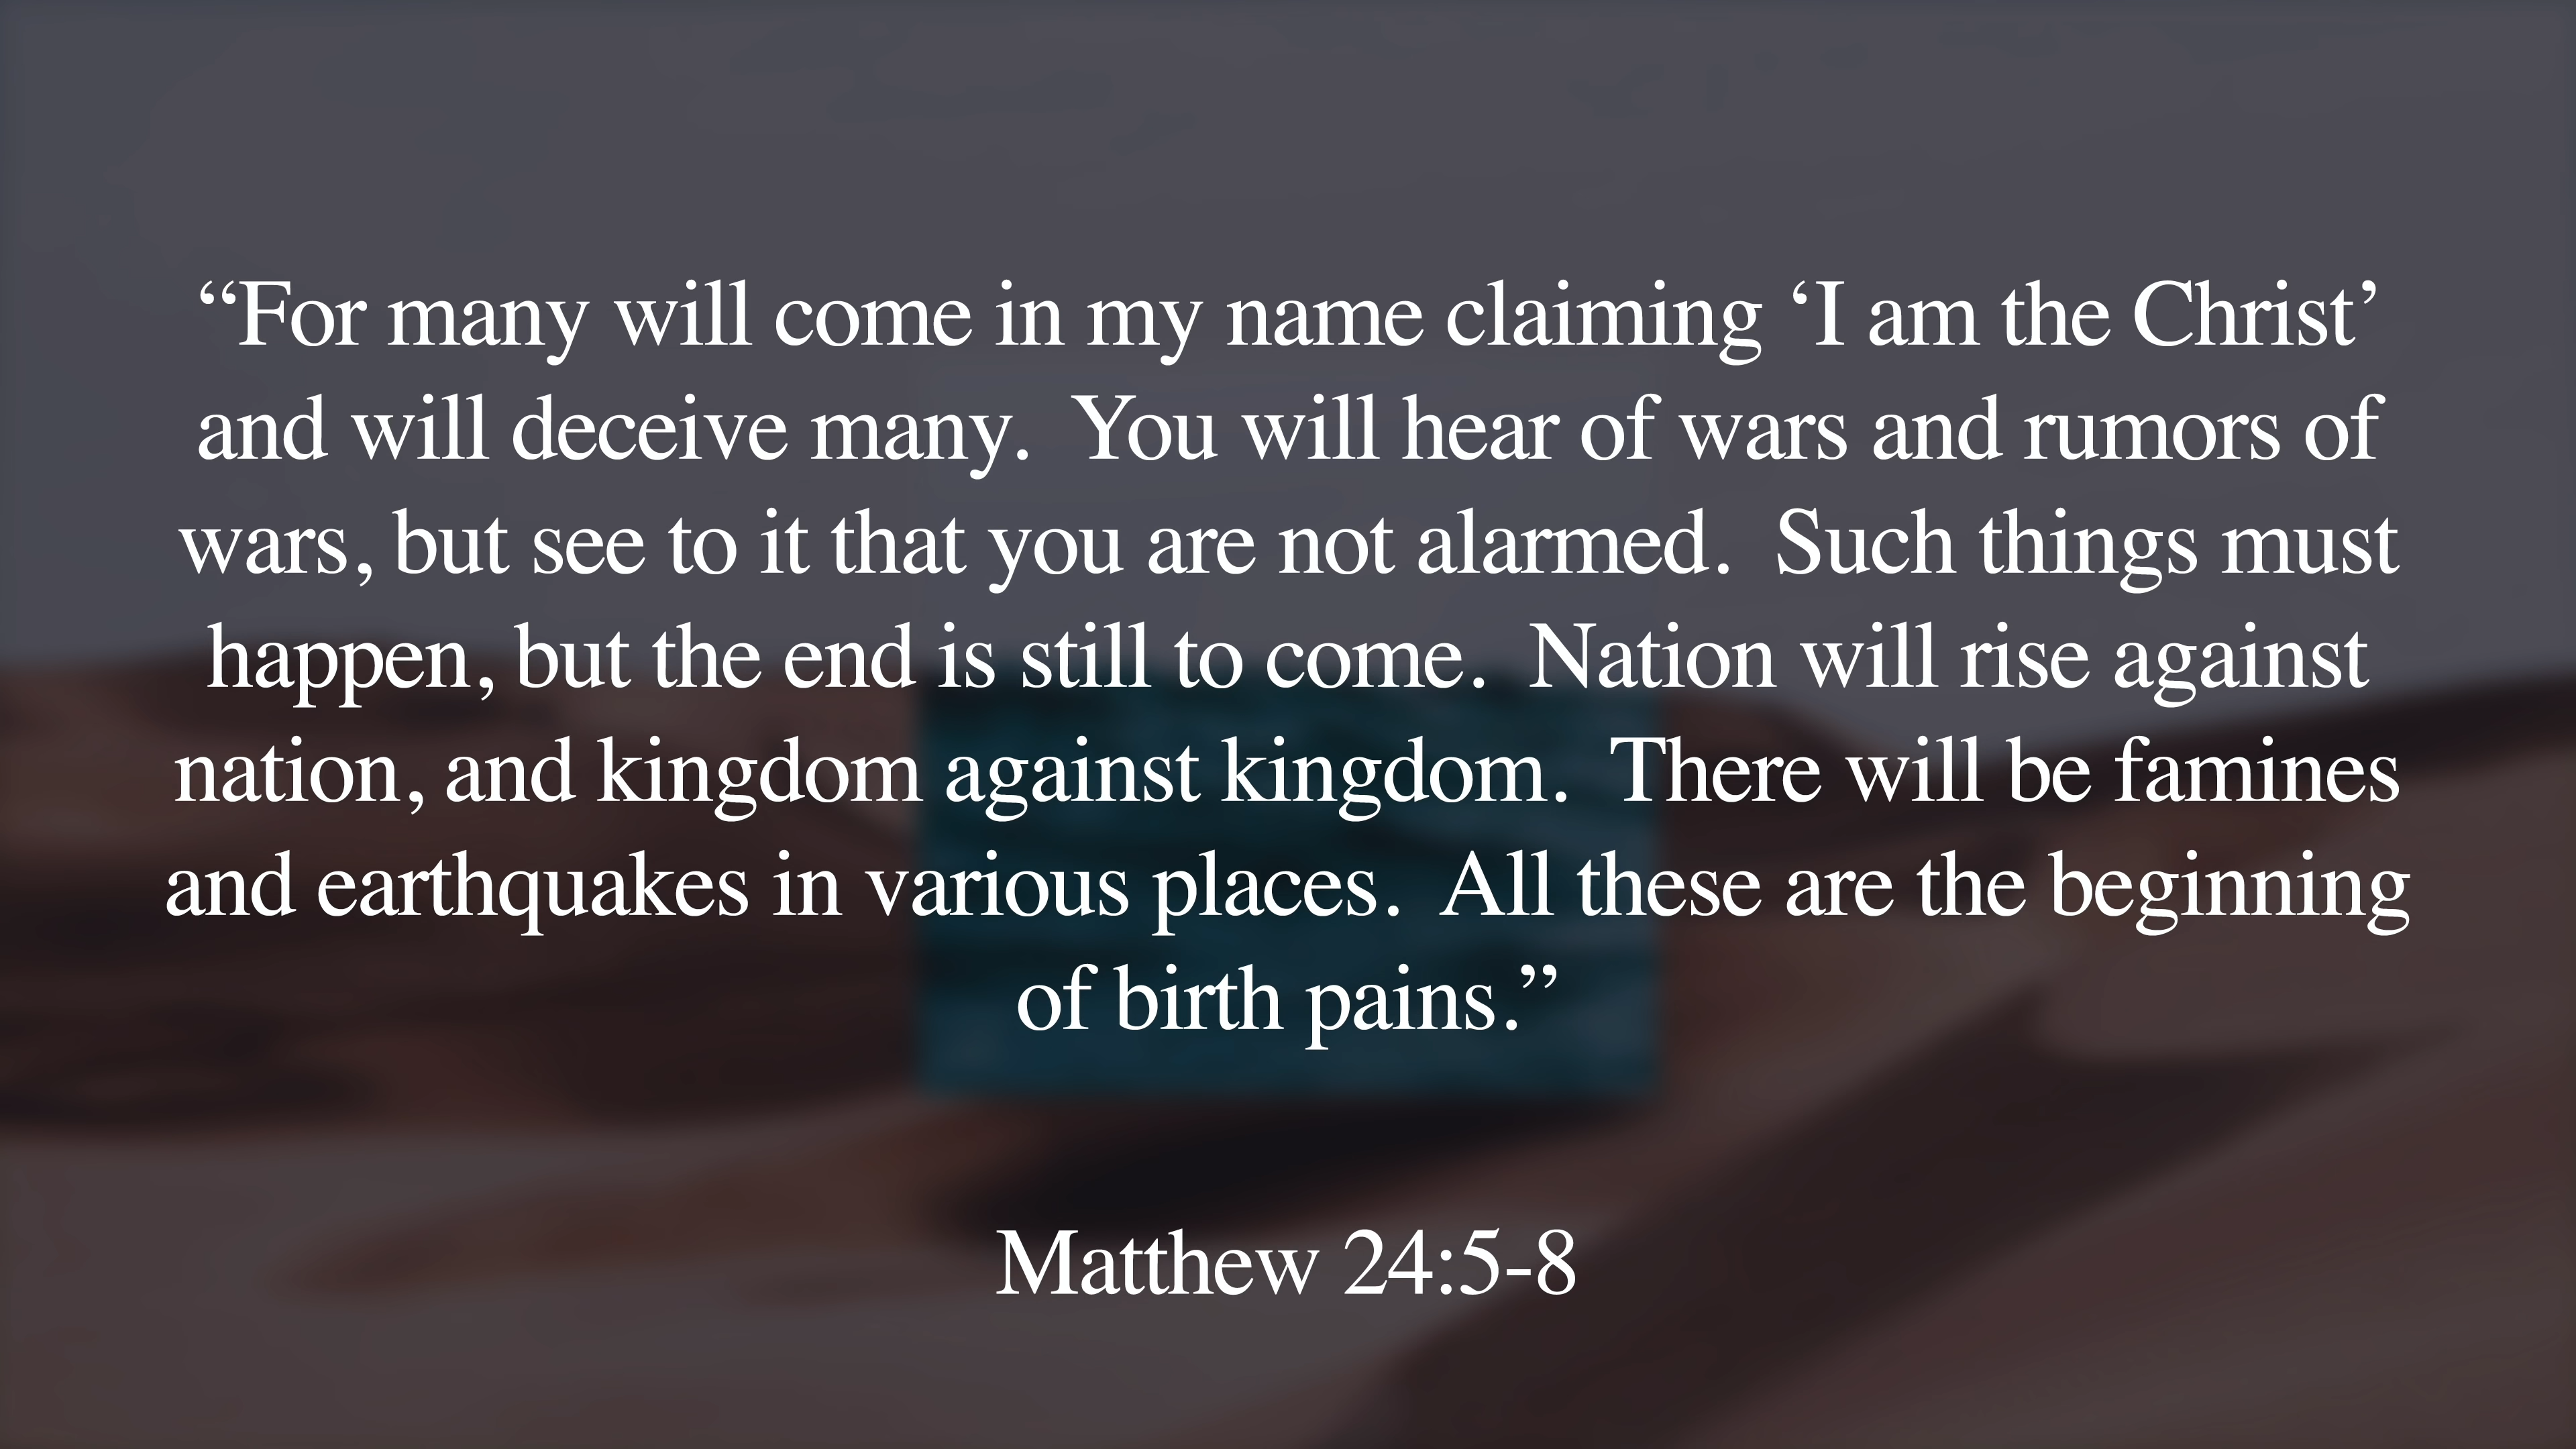 “For many will come in my name claiming ‘I am the Christ’
and will deceive many.  You will hear of wars and rumors of
wars, but see to it that you are not alarmed.  Such things must
happen, but the end is still to come.  Nation will rise against
nation, and kingdom against kingdom.  There will be famines
and earthquakes in various places.  All these are the beginning
of birth pains.”
Matthew 24:5-8